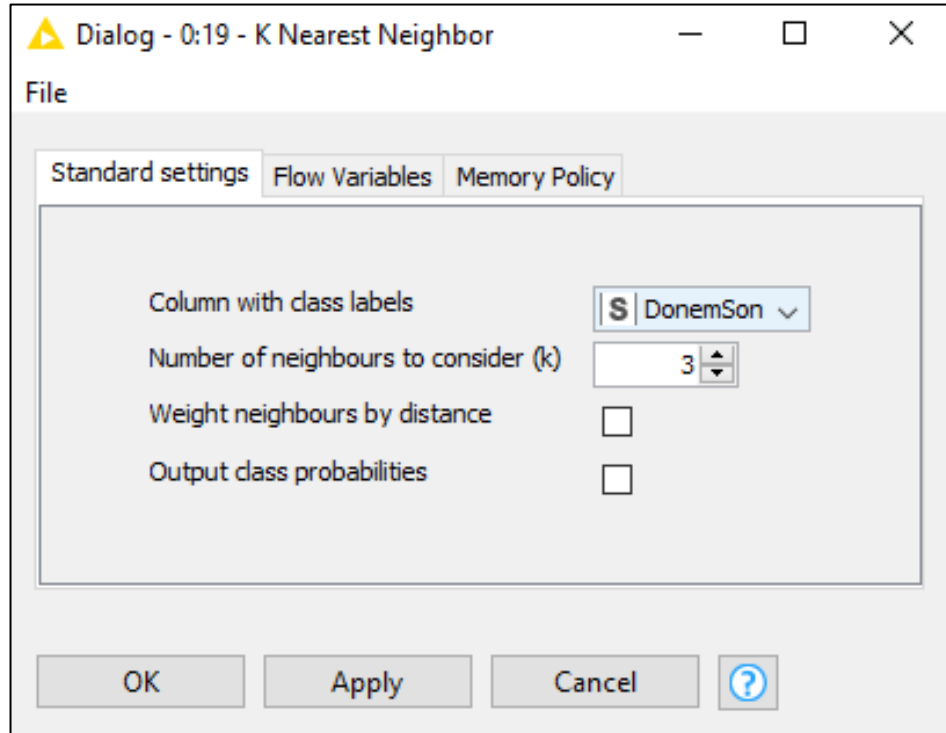 Dialog - 0:19 - K Nearest Neighbor
File
Standard settings Flow Variables Memory Policy
Column with class labels S DonemSon
Number of neighbours to consider (k) 3
Weight neighbours by distance
Output class probabilities
OK Apply Cancel ?